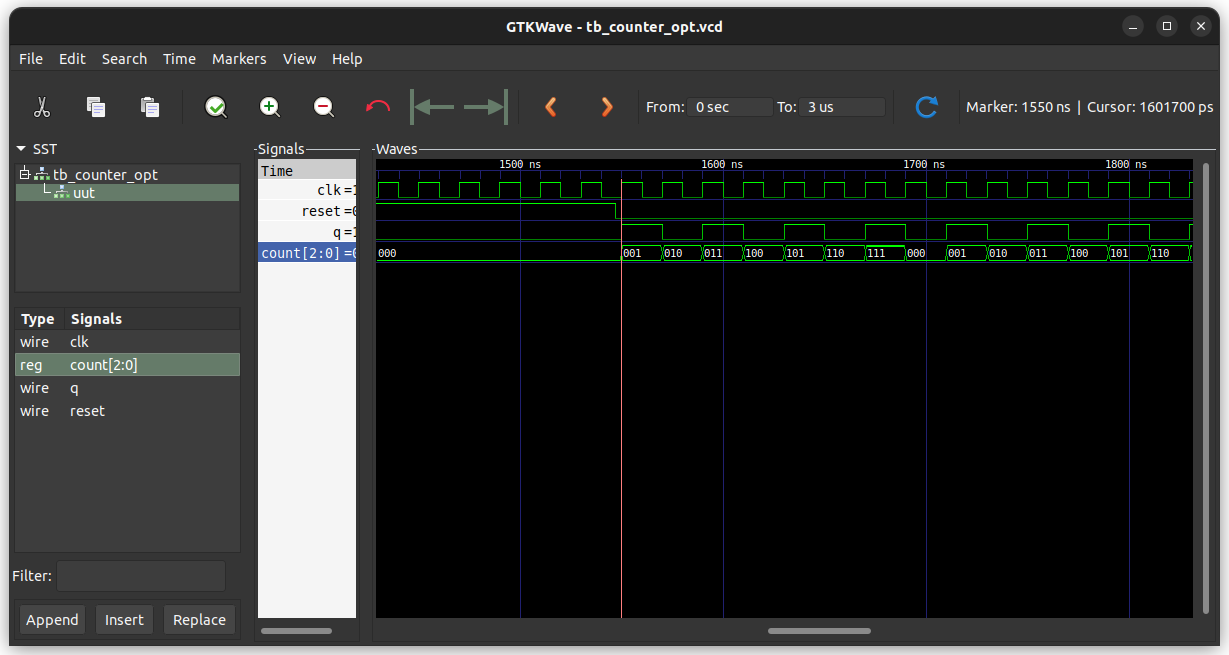 GTKWave - tb_counter_opt.vcd
File Edit Search Time Markers View Help
From: 0 sec To: 3 us Marker: 1550 ns | Cursor: 1601700 ps
SST
tb_counter_opt
uut
Type Signals
wire clk
reg count[2:0]
wire q
wire reset
Filter:
Append Insert Replace
Signals
Time
clk =1
reset =0
q =1
count[2:0] =0
Waves
1500 ns 1600 ns 1700 ns 1800 ns
000 001 010 011 100 101 110 111 000 001 010 011 100 101 110